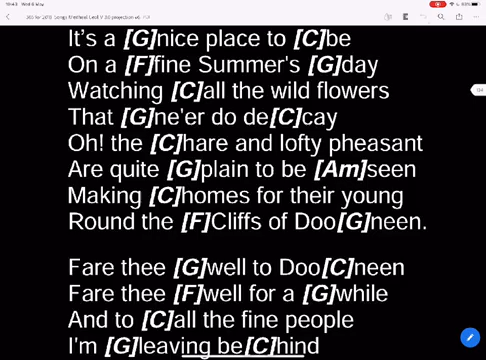 It's a [G]nice place to [C]be
On a [F]fine Summer's [G]day
Watching [C]all the wild flowers
That [G]ne'er do de[C]cay
Oh! the [C]hare and lofty pheasant
Are quite [G]plain to be [Am]seen
Making [C]homes for their young
Round the [F]Cliffs of Doo[G]neen.
Fare thee [G]well to Doo[C]neen
Fare thee [F]well for a [G]while
And to [C]all the fine people
I'm [G]leaving be[C]hind